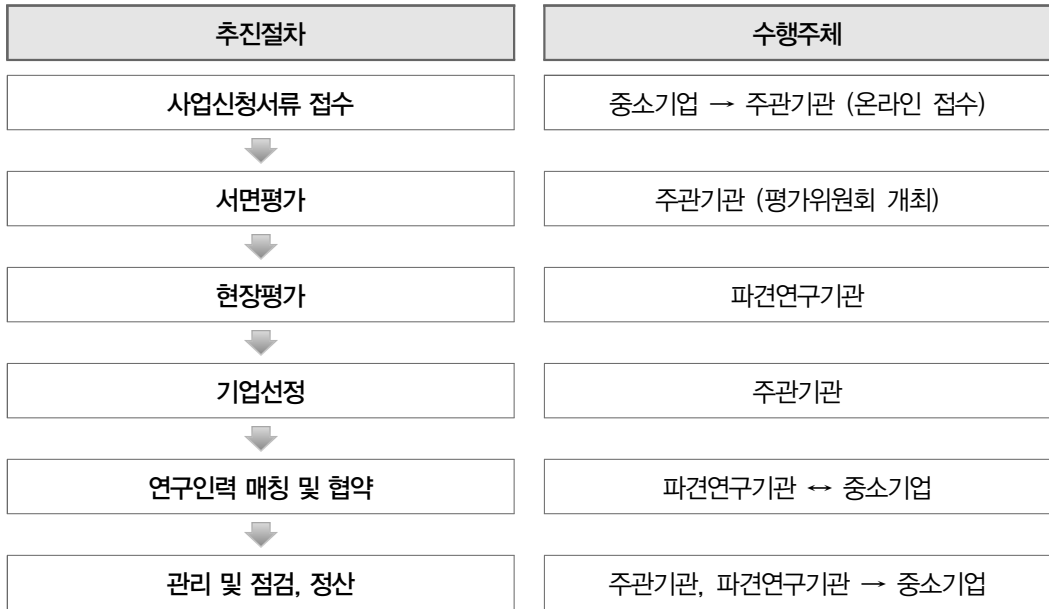 추진절차 수행주체
사업신청서류 접수 중소기업 → 주관기관 (온라인 접수)
서면평가 주관기관 (평가위원회 개최)
현장평가 파견연구기관
기업선정 주관기관
연구인력 매칭 및 협약 파견연구기관 ↔ 중소기업
관리 및 점검, 정산 주관기관, 파견연구기관 → 중소기업